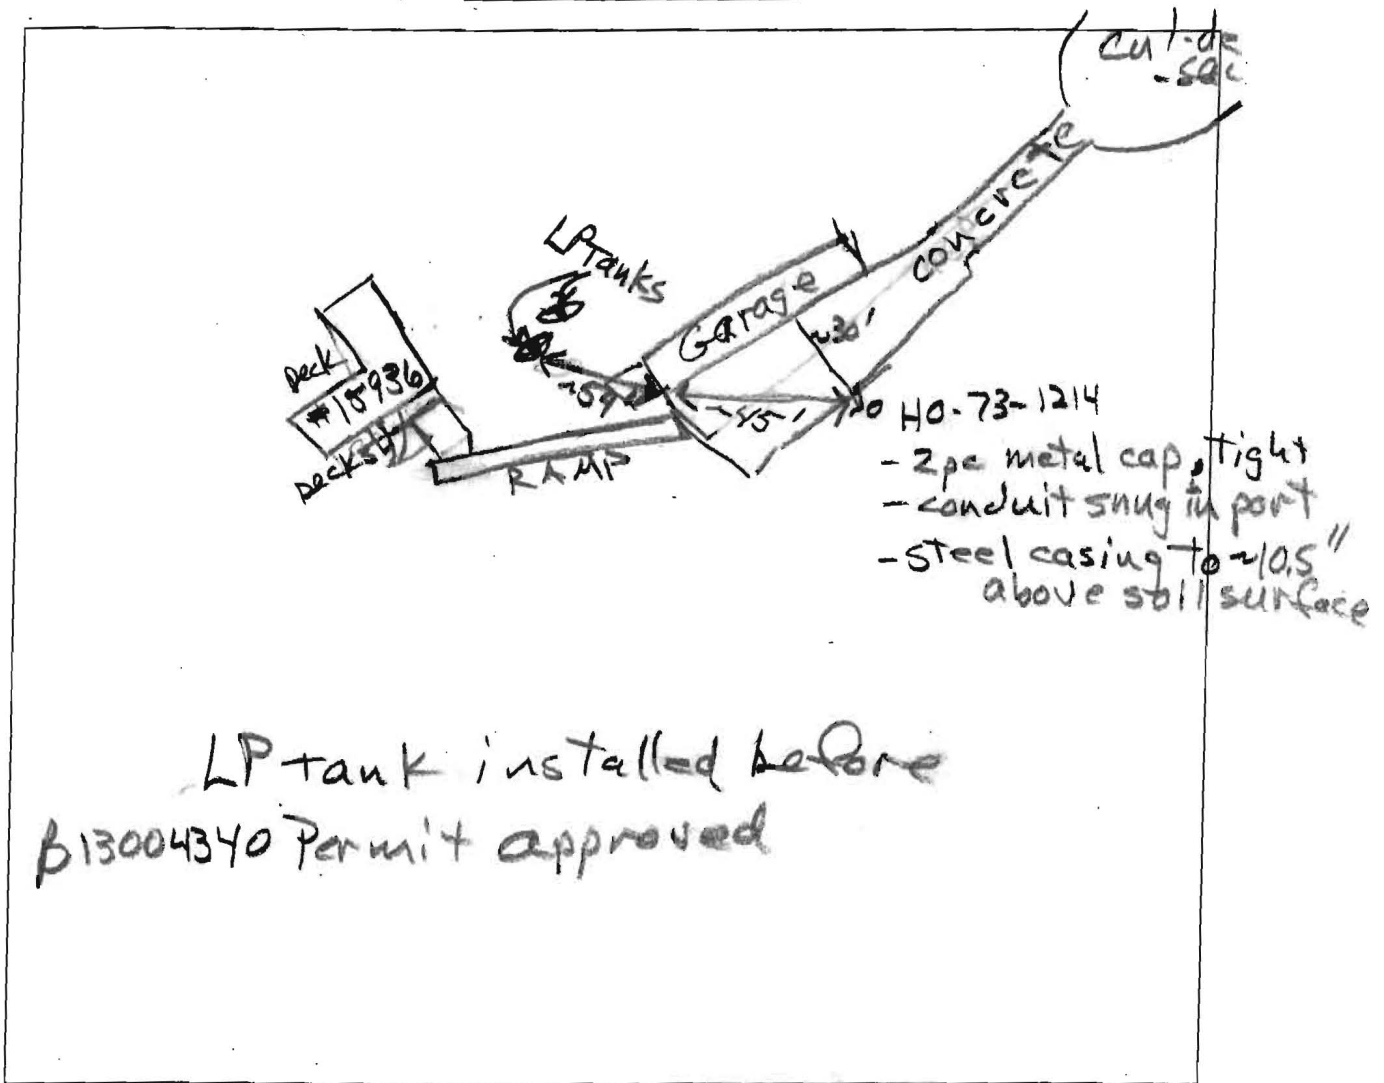 cul-de
-sac
concrete
LP
Tanks
Garage
~30'
Deck
#15936
Deck
RAMP
~45'
HO-73-1214
- 2pc metal cap, tight
- conduit snug in port
- steel casing to ~10.5"
above soil surface
LP tank installed before
B13004340 Permit approved